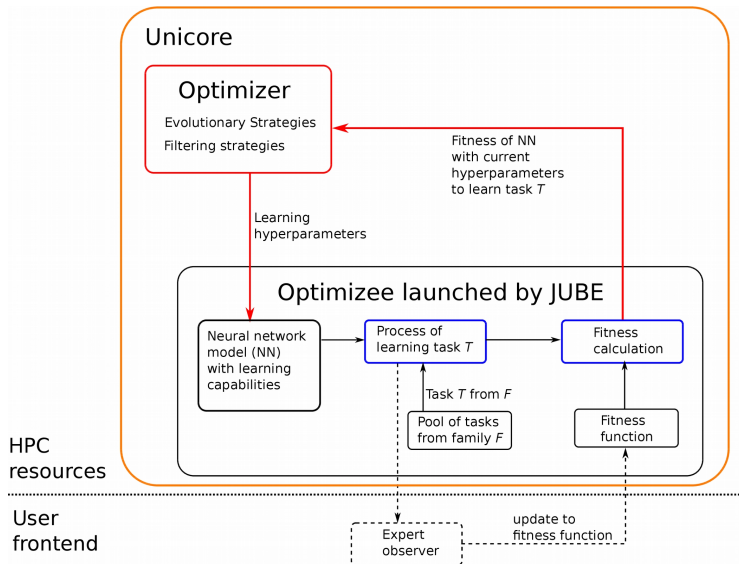 Unicore
Optimizer
Evolutionary Strategies
Filtering strategies
Fitness of NN
with current
hyperparameters
to learn task T
Learning
hyperparameters
Optimizee launched by JUBE
Neural network
model (NN)
with learning
capabilities
Process of
learning task T
Fitness
calculation
Task T from F
Pool of tasks
from family F
Fitness
function
HPC
resources
User
frontend
Expert
observer
update to
fitness function